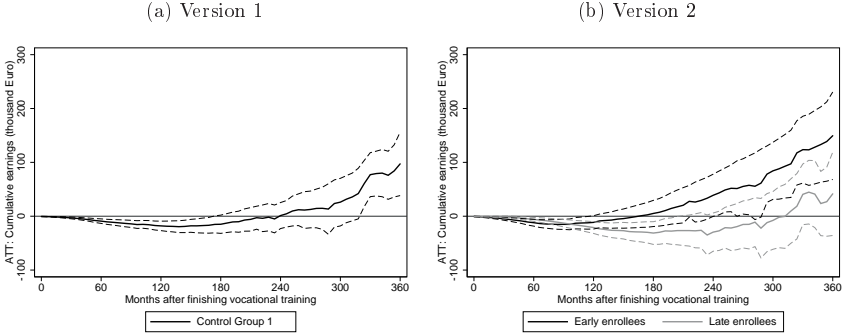 (a) Version 1
ATT: Cumulative earnings (thousand Euro)
300
200
100
0
-100
0 60 120 180 240 300 360
Months after finishing vocational training
Control Group 1
(b) Version 2
ATT: Cumulative earnings (thousand Euro)
300
200
100
0
-100
0 60 120 180 240 300 360
Months after finishing vocational training
Early enrollees Late enrollees